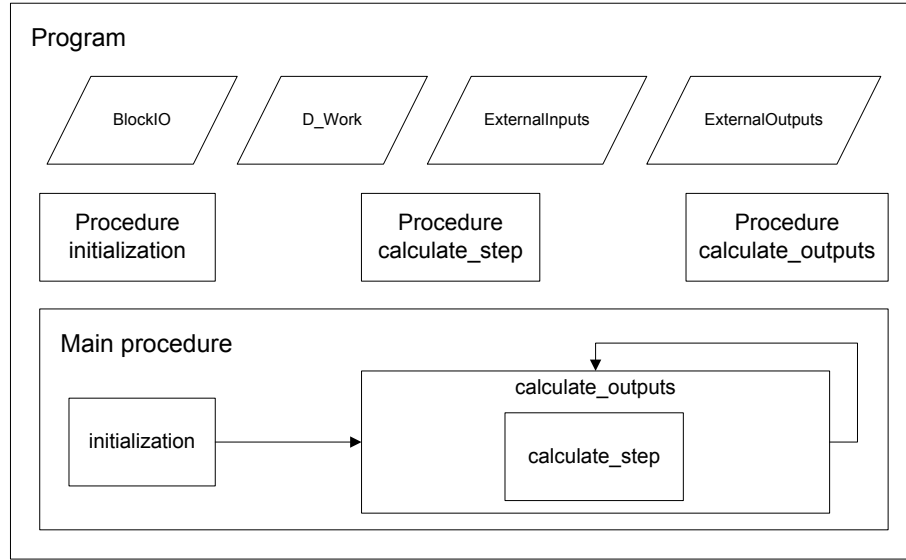 Program
BlockIO
D_Work
ExternalInputs
ExternalOutputs
Procedure
initialization
Procedure
calculate_step
Procedure
calculate_outputs
Main procedure
calculate_outputs
initialization
calculate_step